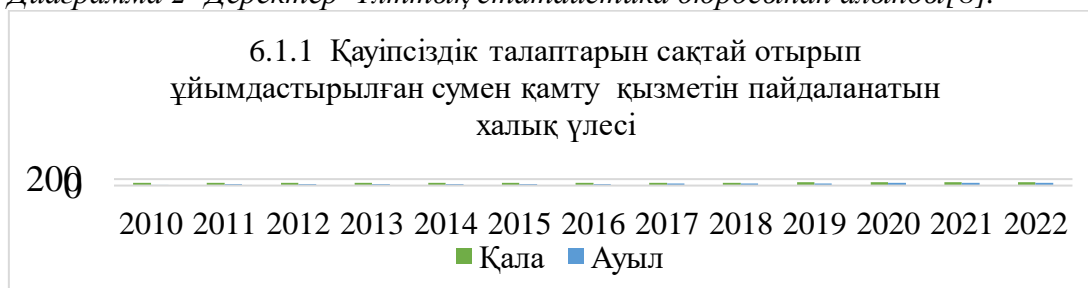 6.1.1 Қауіпсіздік талаптарын сақтай отырып
ұйымдастырылған сумен қамту қызметін пайдаланатын
халық үлесі
200
0
2010 2011 2012 2013 2014 2015 2016 2017 2018 2019 2020 2021 2022
Қала Ауыл